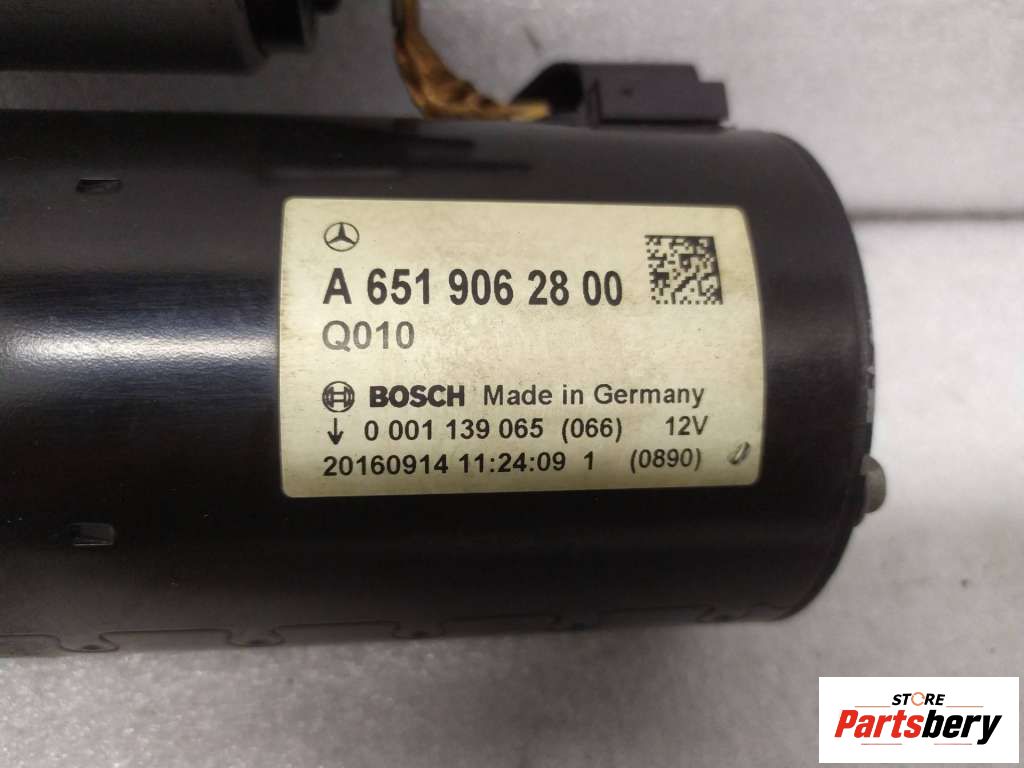 A 651 906 28 00
Q010
BOSCH Made in Germany
0 001 139 065 (066) 12V
20160914 11:24:09 1 (0890)
STORE
Partsbery